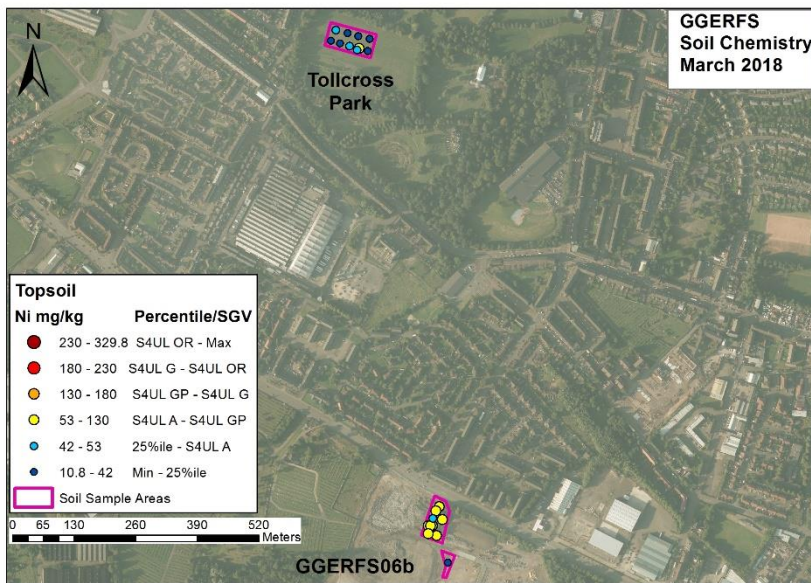 GGERFS
Soil Chemistry
March 2018
N
Tollcross
Park
Topsoil
Ni mg/kg Percentile/SGV
230 - 329.8 S4UL OR - Max
180 - 230 S4UL G - S4UL OR
130 - 180 S4UL GP - S4UL G
53 - 130 S4UL A - S4UL GP
42 - 53 25%ile - S4UL A
10.8 - 42 Min - 25%ile
Soil Sample Areas
0 65 130 260 390 520
Meters
GGERFS06b